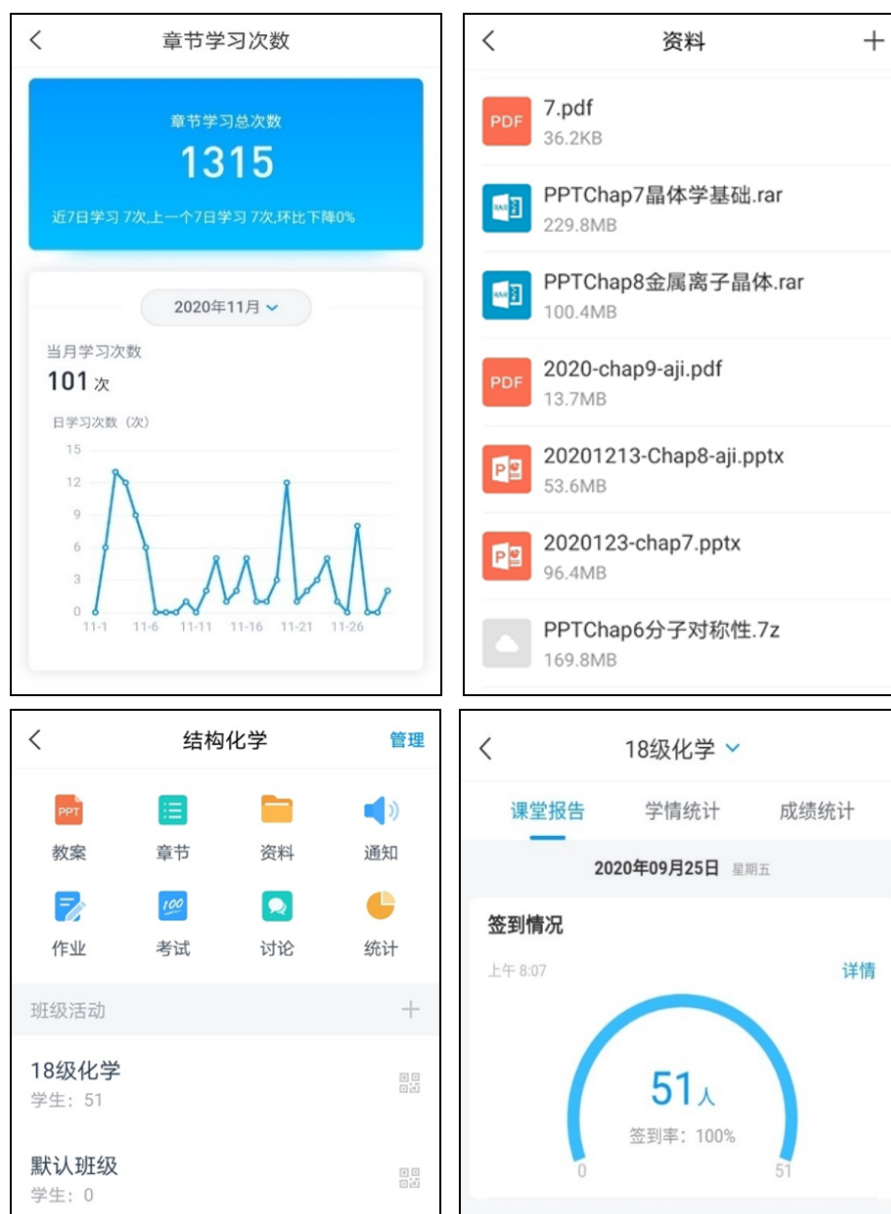 章节学习次数
章节学习总次数
1315
近7日学习 7次,上一个7日学习 7次,环比下降0%
2020年11月
当月学习次数
101 次
日学习次数（次）
15
12
9
6
3
0
11-1 11-6 11-11 11-16 11-21 11-26
资料
PDF
7.pdf
36.2KB
PPTChap7晶体学基础.rar
229.8MB
PPTChap8金属离子晶体.rar
100.4MB
PDF
2020-chap9-aji.pdf
13.7MB
P
20201213-Chap8-aji.pptx
53.6MB
P
2020123-chap7.pptx
96.4MB
PPTChap6分子对称性.7z
169.8MB
结构化学 管理
PPT
教案 章节 资料 通知
100
作业 考试 讨论 统计
班级活动
18级化学
学生：51
默认班级
学生：0
18级化学
课堂报告 学情统计 成绩统计
2020年09月25日 星期五
签到情况
上午 8:07 详情
51人
签到率：100%
0 51